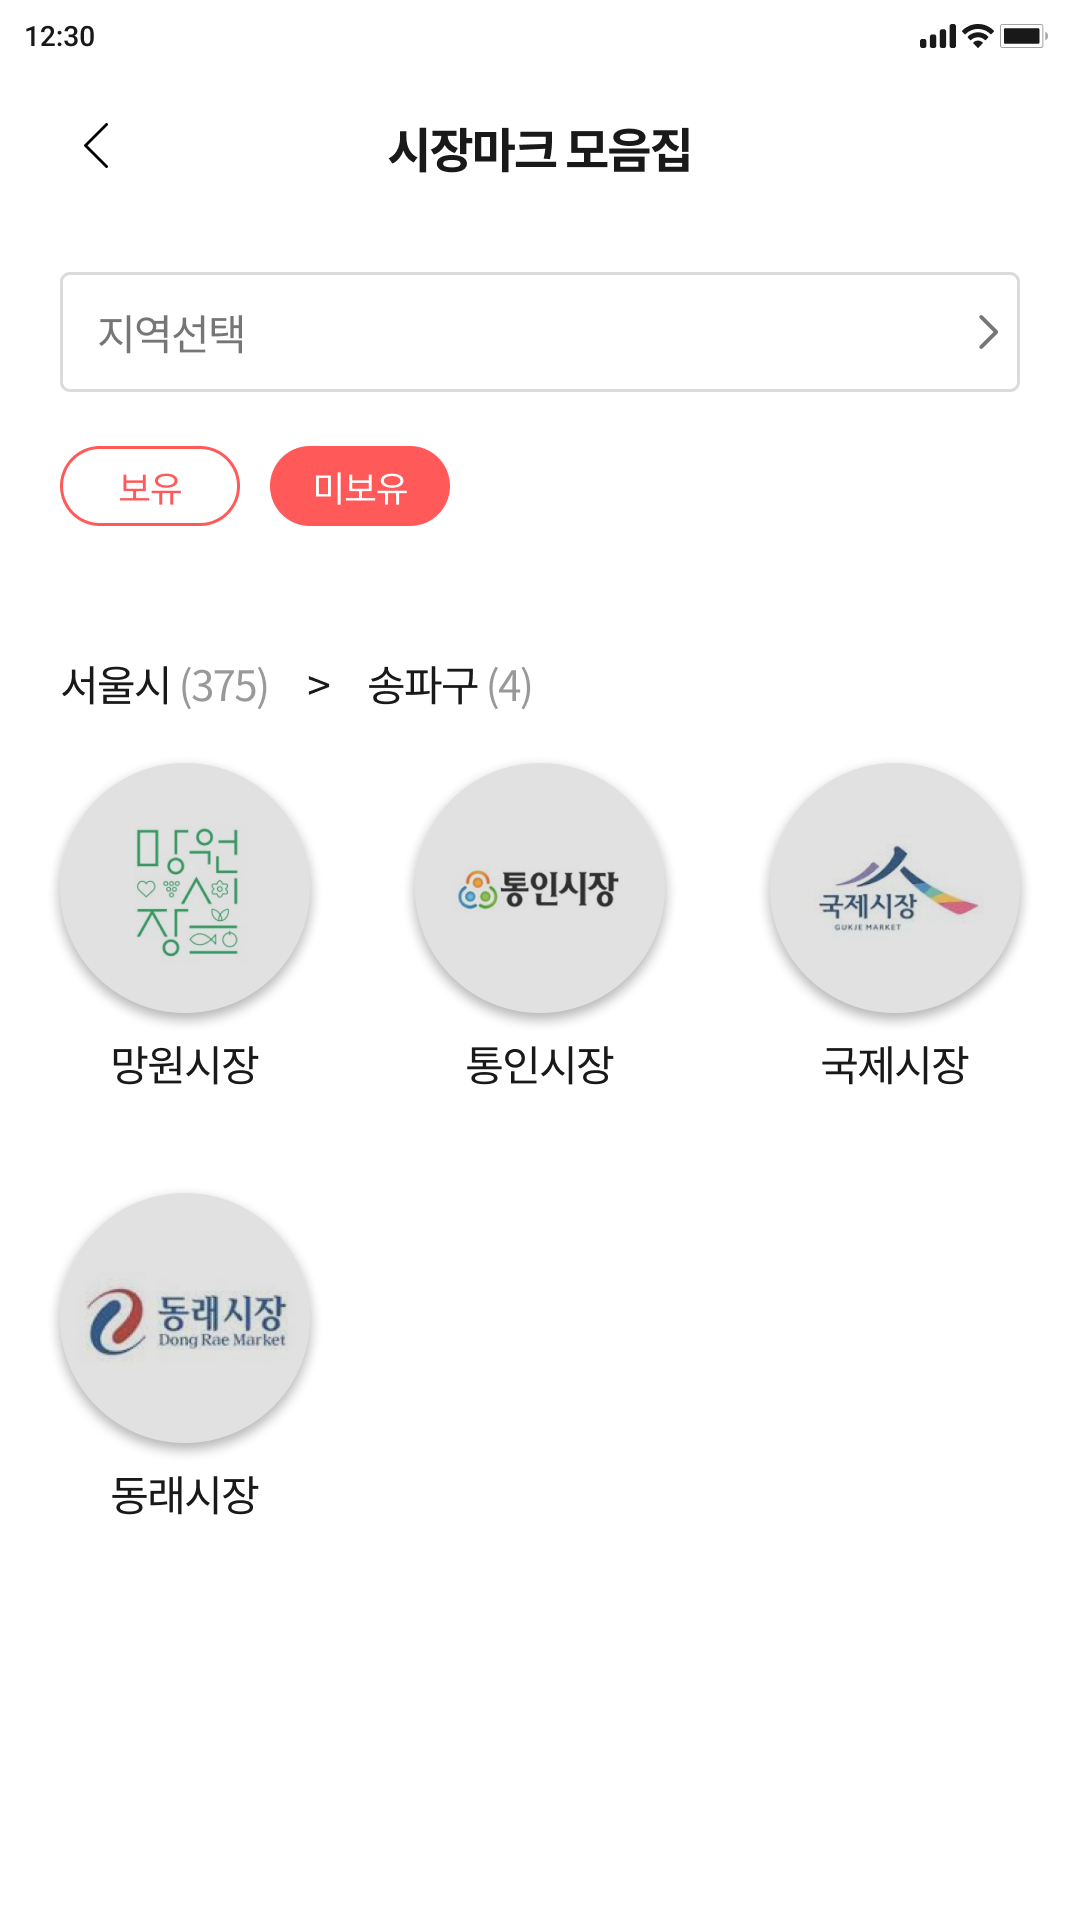 12:30
시장마크 모음집
지역선택
보유 미보유
서울시 (375) > 송파구 (4)
망원
시
장
통인시장
국제시장
GUKJE MARKET
망원시장 통인시장 국제시장
동래시장
Dong Rae Market
동래시장